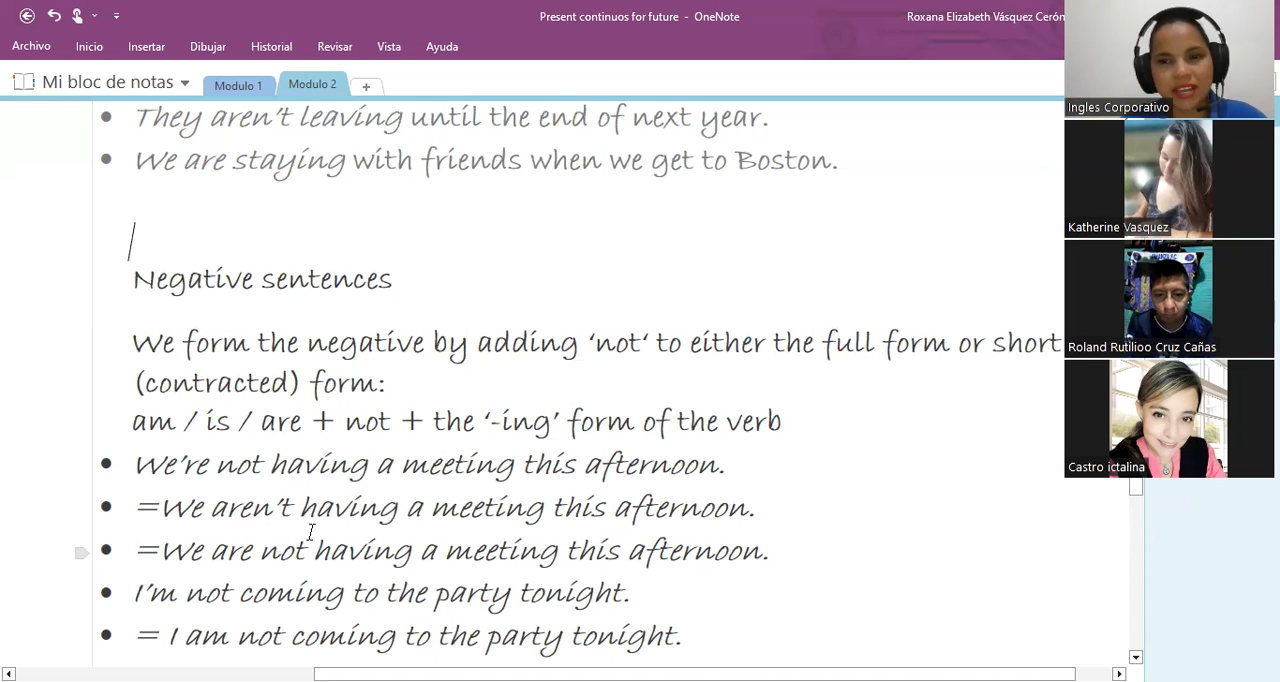 Present continuos for future - OneNote
Roxana Elizabeth Vásquez Cerón
Archivo Inicio Insertar Dibujar Historial Revisar Vista Ayuda
Mi bloc de notas Modulo 1 Modulo 2 +
They aren't leaving until the end of next year.
We are staying with friends when we get to Boston.
Negative sentences
We form the negative by adding ‘not‘ to either the full form or short
(contracted) form:
am / is / are + not + the ‘-ing’ form of the verb
We’re not having a meeting this afternoon.
=We aren’t having a meeting this afternoon.
=We are not having a meeting this afternoon.
I’m not coming to the party tonight.
= I am not coming to the party tonight.
Ingles Corporativo
Katherine Vasquez
Roland Rutilioo Cruz Cañas
Castro ictalina